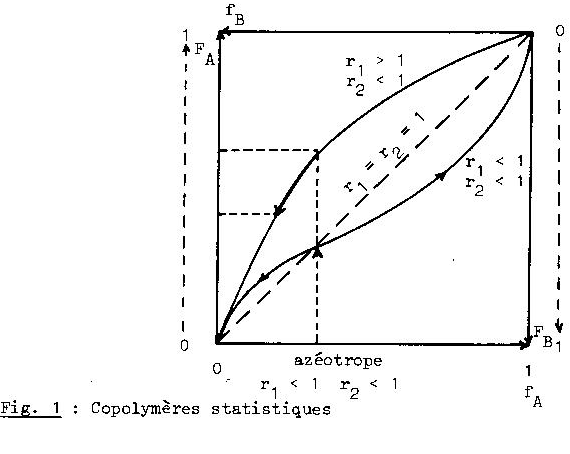 f_B
1
F_A
0
r_1 > 1
r_2 < 1
r_1 = r_2 = 1
r_1 < 1
r_2 < 1
F_B
0
1
azéotrope
0
1
r_1 < 1 r_2 < 1
f_A
Fig. 1 : Copolymères statistiques